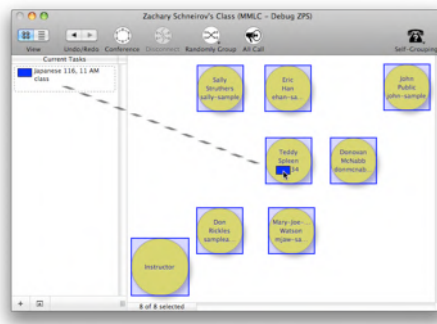 Zachary Schneirov's Class (MMLC - Debug ZPS)
View Undo/Redo Conference Disconnect Randomly Group All Call Self-Grouping
Current Tasks
Japanese 116, 11 AM
class
Sally
Struthers
sally-sample
Eric
Han
ehan-sa...
John
Public
john-sample
Teddy
Spleen
34
Donovan
McNabb
donmcnab...
Don
Rickles
samplea...
Mary-Joe-...
Watson
mjaw-sa...
Instructor
8 of 8 selected